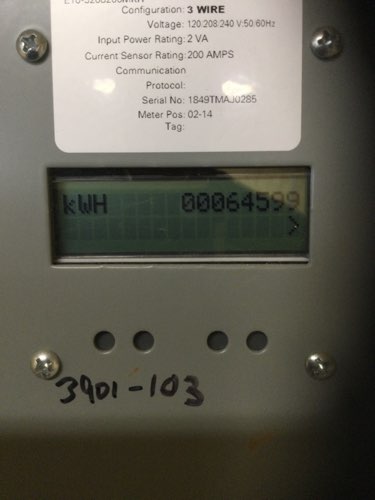 Configuration: 3 WIRE
Voltage: 120:208:240 V:50:60Hz
Input Power Rating: 2 VA
Current Sensor Rating: 200 AMPS
Communication
Protocol:
Serial No: 1849TMAJ0285
Meter Pos: 02-14
Tag:
kWH 00064599
>
3901-103